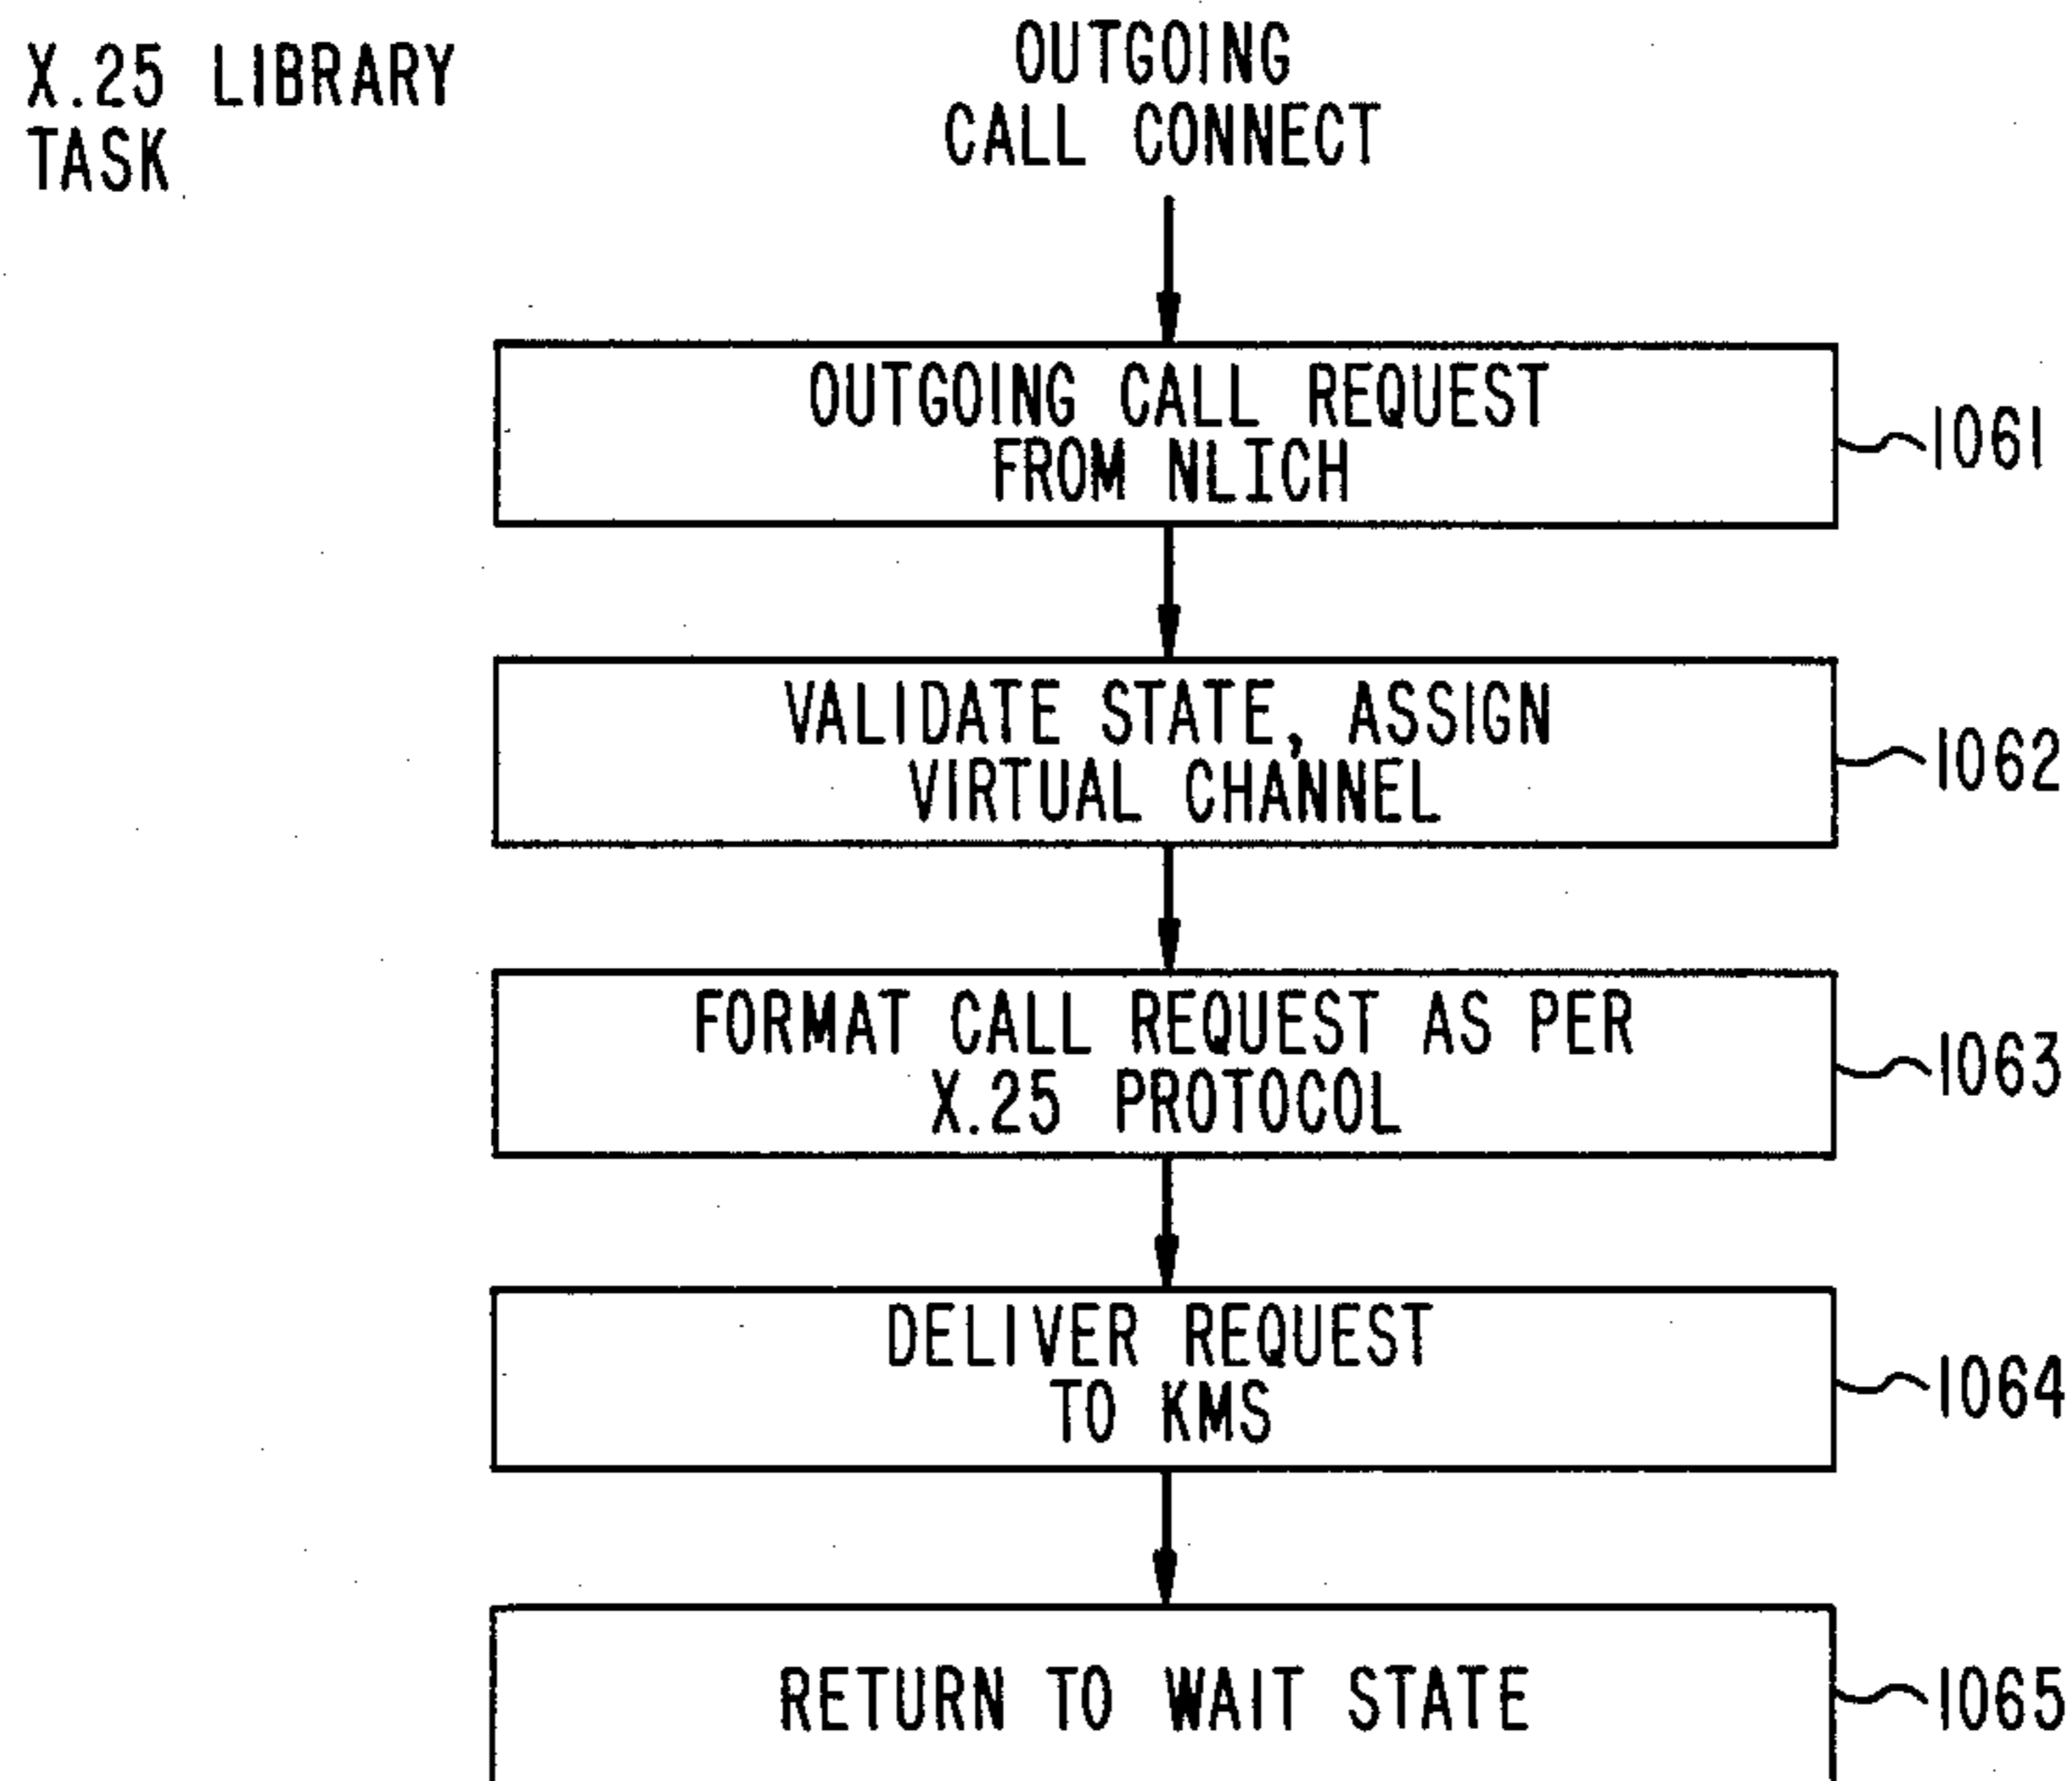 X.25 LIBRARY
TASK
OUTGOING
CALL CONNECT
OUTGOING CALL REQUEST
FROM NLICH
1061
VALIDATE STATE, ASSIGN
VIRTUAL CHANNEL
1062
FORMAT CALL REQUEST AS PER
X.25 PROTOCOL
1063
DELIVER REQUEST
TO KMS
1064
RETURN TO WAIT STATE
1065